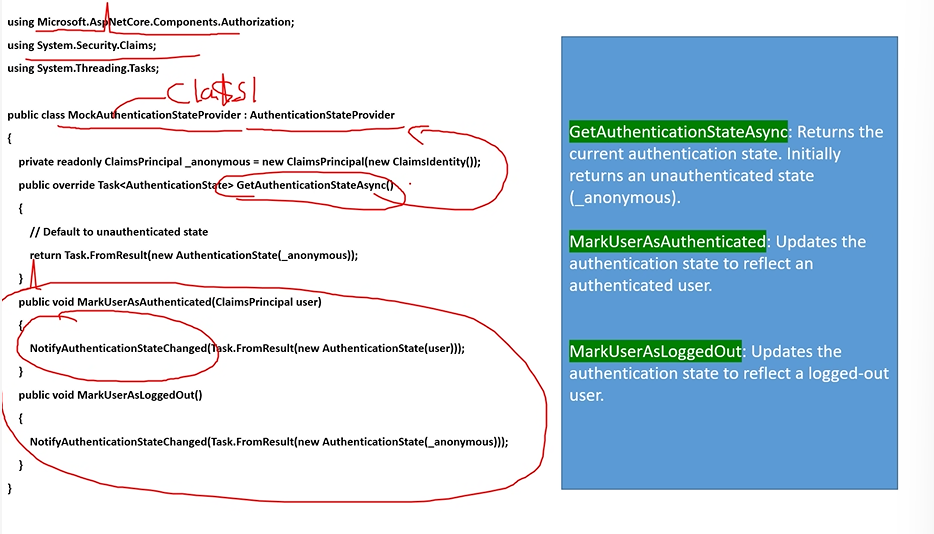 using Microsoft.AspNetCore.Components.Authorization;
using System.Security.Claims;
using System.Threading.Tasks;
Class1
public class MockAuthenticationStateProvider : AuthenticationStateProvider
{
private readonly ClaimsPrincipal _anonymous = new ClaimsPrincipal(new ClaimsIdentity());
public override Task<AuthenticationState> GetAuthenticationStateAsync()
{
// Default to unauthenticated state
return Task.FromResult(new AuthenticationState(_anonymous));
}
public void MarkUserAsAuthenticated(ClaimsPrincipal user)
{
NotifyAuthenticationStateChanged(Task.FromResult(new AuthenticationState(user)));
}
public void MarkUserAsLoggedOut()
{
NotifyAuthenticationStateChanged(Task.FromResult(new AuthenticationState(_anonymous)));
}
}
GetAuthenticationStateAsync: Returns the
current authentication state. Initially
returns an unauthenticated state
(_anonymous).
MarkUserAsAuthenticated: Updates the
authentication state to reflect an
authenticated user.
MarkUserAsLoggedOut: Updates the
authentication state to reflect a logged-out
user.